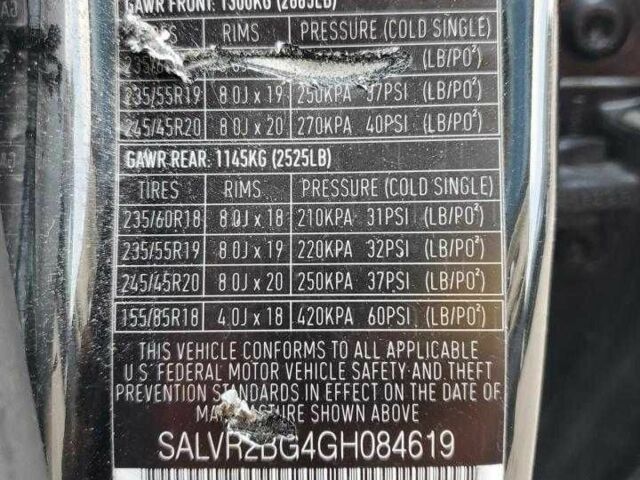 GAWR FRONT: 1300KG (2865LB)
TIRES RIMS PRESSURE (COLD SINGLE)
(LB/PO²)
235/55R19 8.0J x 19 250KPA 37PSI (LB/PO²)
245/45R20 8.0J x 20 270KPA 40PSI (LB/PO²)
GAWR REAR: 1145KG (2525LB)
TIRES RIMS PRESSURE (COLD SINGLE)
235/60R18 8.0J x 18 210KPA 31PSI (LB/PO²)
235/55R19 8.0J x 19 220KPA 32PSI (LB/PO²)
245/45R20 8.0J x 20 250KPA 37PSI (LB/PO²)
155/85R18 4.0J x 18 420KPA 60PSI (LB/PO²)
THIS VEHICLE CONFORMS TO ALL APPLICABLE
U S FEDERAL MOTOR VEHICLE SAFETY AND THEFT
PREVENTION STANDARDS IN EFFECT ON THE DATE OF
MANUFACTURE SHOWN ABOVE
SALVR2BG4GH084619